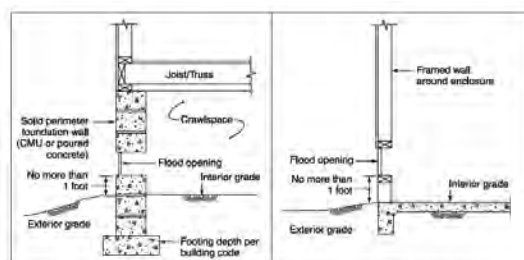 Joist/Truss
Solid perimeter
foundation wall
(CMU or poured
concrete)
Crawlspace
Flood opening
No more than
1 foot
Interior grade
Exterior grade
Footing depth per
building code
Framed wall
around enclosure
Flood opening
No more than
1 foot
Interior grade
Exterior grade